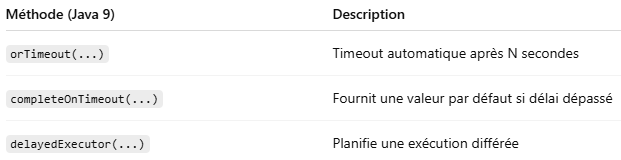 Méthode (Java 9) Description
orTimeout(...) Timeout automatique après N secondes
completeOnTimeout(...) Fournit une valeur par défaut si délai dépassé
delayedExecutor(...) Planifie une exécution différée